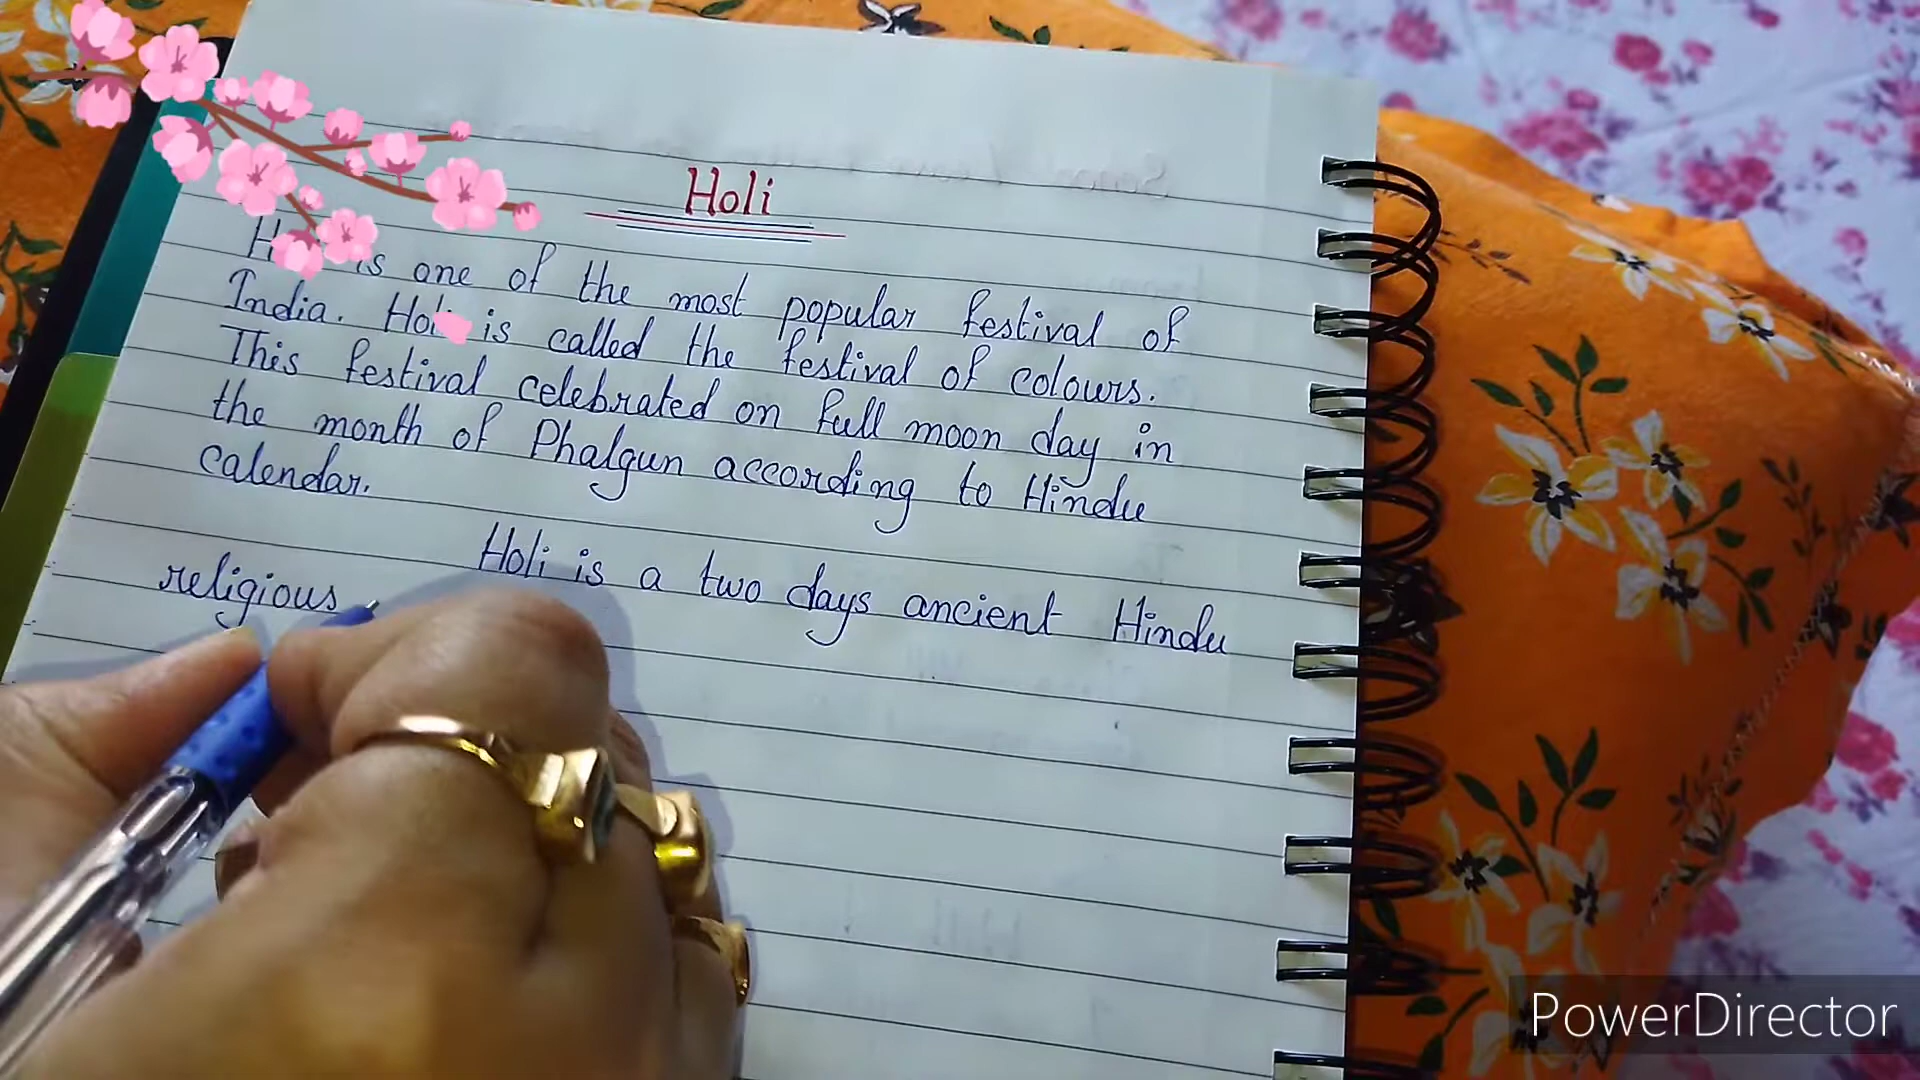 Holi
is one of the most popular festival of
India. Holi is called the festival of colours.
This festival celebrated on full moon day in
the month of Phalgun according to Hindu
calendar.
Holi is a two days ancient Hindu
religious
PowerDirector